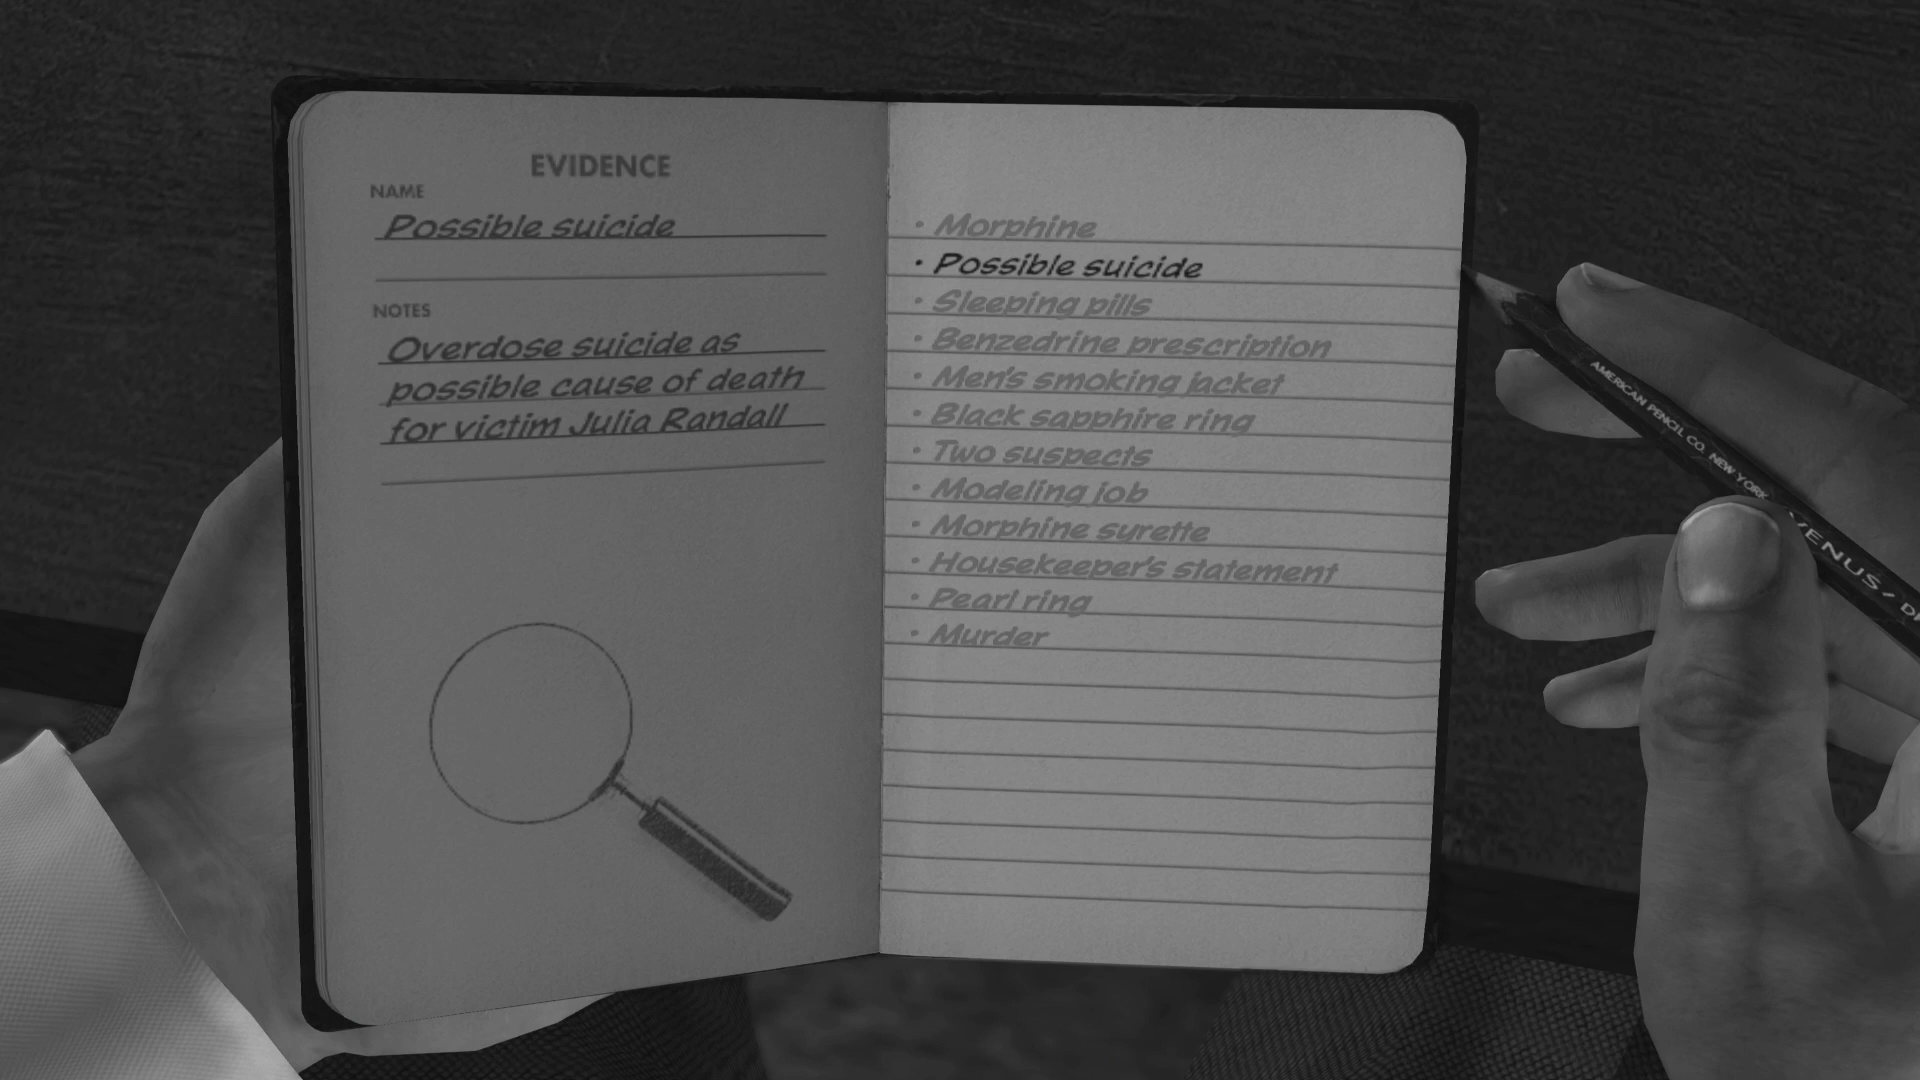 EVIDENCE
NAME
Possible suicide
NOTES
Overdose suicide as
possible cause of death
for victim Julia Randall
• Morphine
• Possible suicide
• Sleeping pills
• Benzedrine prescription
• Men's smoking jacket
• Black sapphire ring
• Two suspects
• Modeling job
• Morphine surette
• Housekeeper's statement
• Pearl ring
• Murder
AMERICAN PENCIL CO. NEW YORK
VENUS